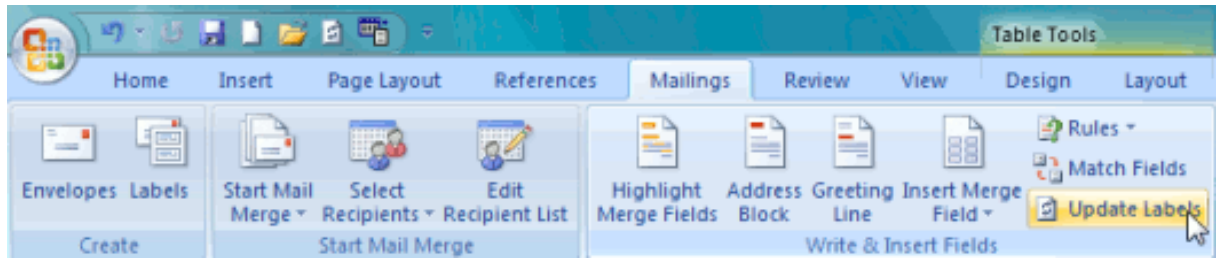 Table Tools
Home Insert Page Layout References Mailings Review View Design Layout
Envelopes Labels Start Mail Merge Select Recipients Edit Recipient List Highlight Merge Fields Address Block Greeting Line Insert Merge Field Rules
Match Fields
Update Labels
Create Start Mail Merge Write & Insert Fields